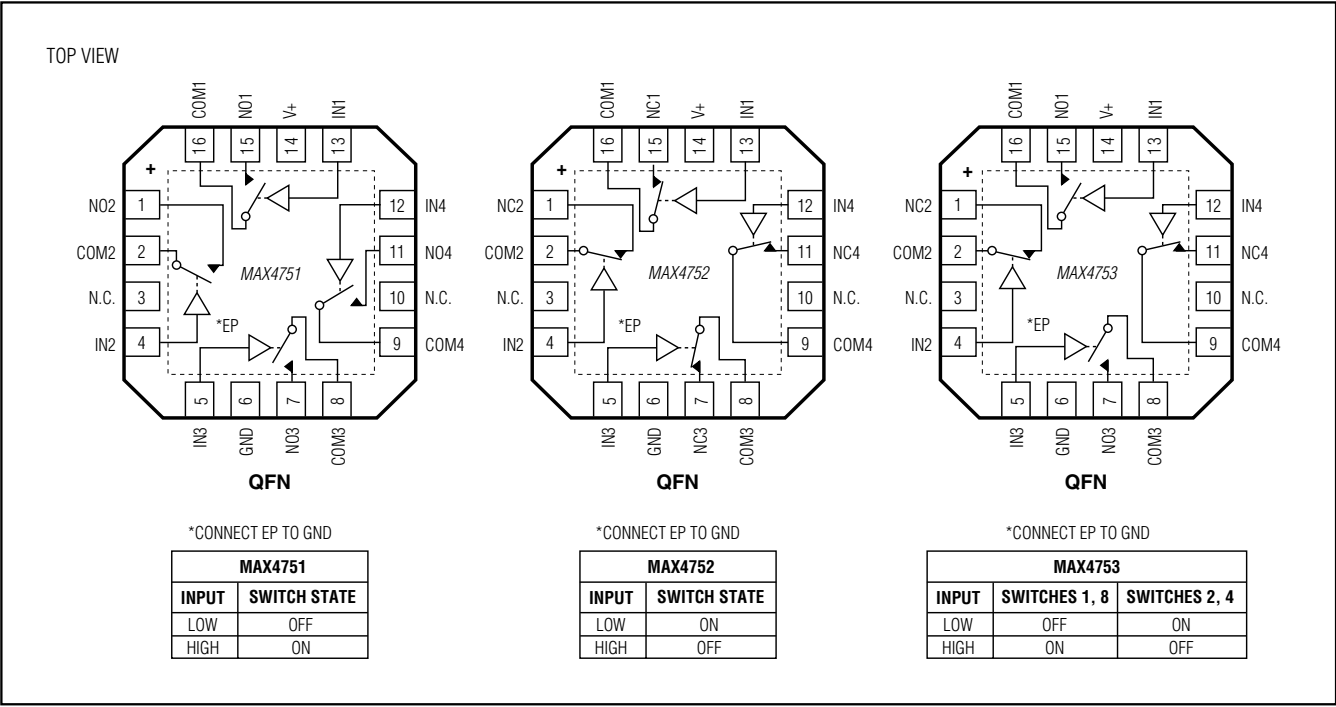 TOP VIEW
COM1
NO1
V+
IN1
16
15
14
13
+
NO2
1
COM2
2
N.C.
3
IN2
4
12
IN4
11
NO4
10
N.C.
9
COM4
MAX4751
*EP
5
6
7
8
IN3
GND
NO3
COM3
QFN
*CONNECT EP TO GND
MAX4751
INPUT SWITCH STATE
LOW OFF
HIGH ON
COM1
NC1
V+
IN1
16
15
14
13
+
NC2
1
COM2
2
N.C.
3
IN2
4
12
IN4
11
NC4
10
N.C.
9
COM4
MAX4752
*EP
5
6
7
8
IN3
GND
NC3
COM3
QFN
*CONNECT EP TO GND
MAX4752
INPUT SWITCH STATE
LOW ON
HIGH OFF
COM1
NO1
V+
IN1
16
15
14
13
+
NC2
1
COM2
2
N.C.
3
IN2
4
12
IN4
11
NC4
10
N.C.
9
COM4
MAX4753
*EP
5
6
7
8
IN3
GND
NO3
COM3
QFN
*CONNECT EP TO GND
MAX4753
INPUT SWITCHES 1, 8 SWITCHES 2, 4
LOW OFF ON
HIGH ON OFF